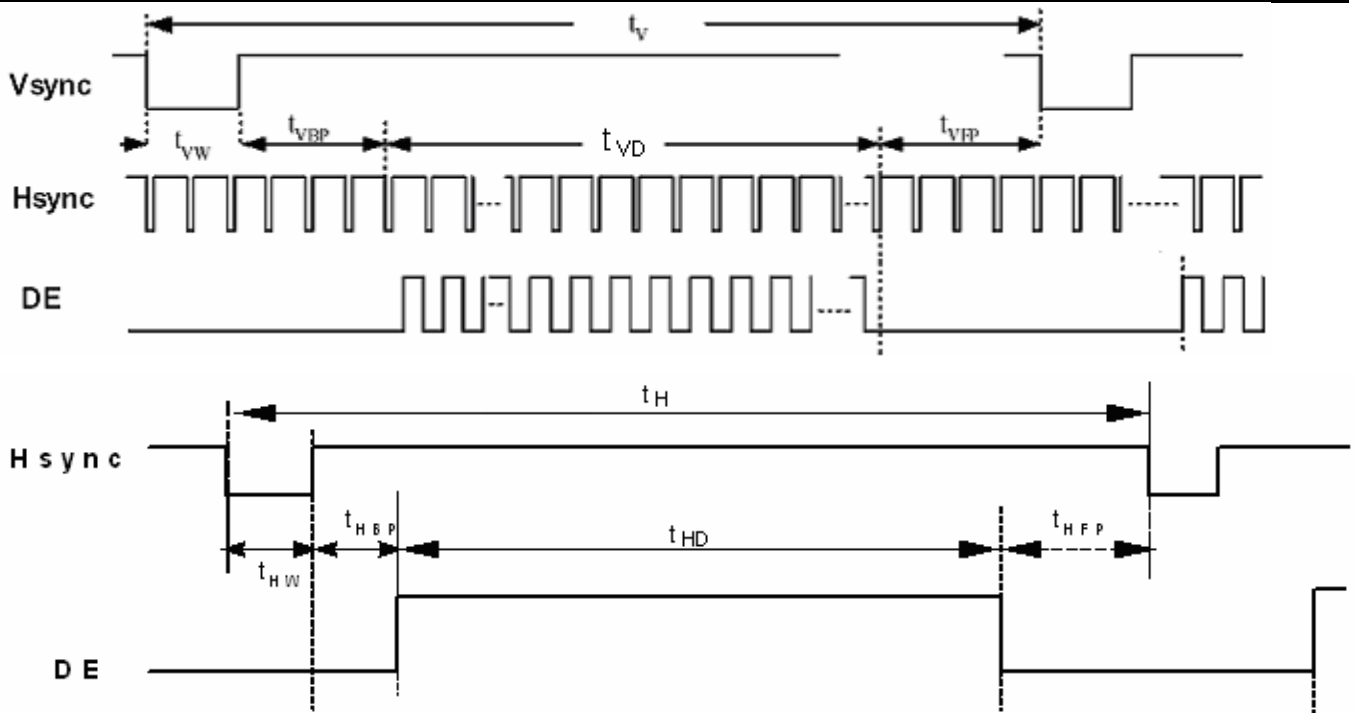 tV
Vsync
tVW
tVBP
tVD
tVFP
Hsync
DE
tH
Hsync
tHBP
tHD
tHFP
tHW
DE